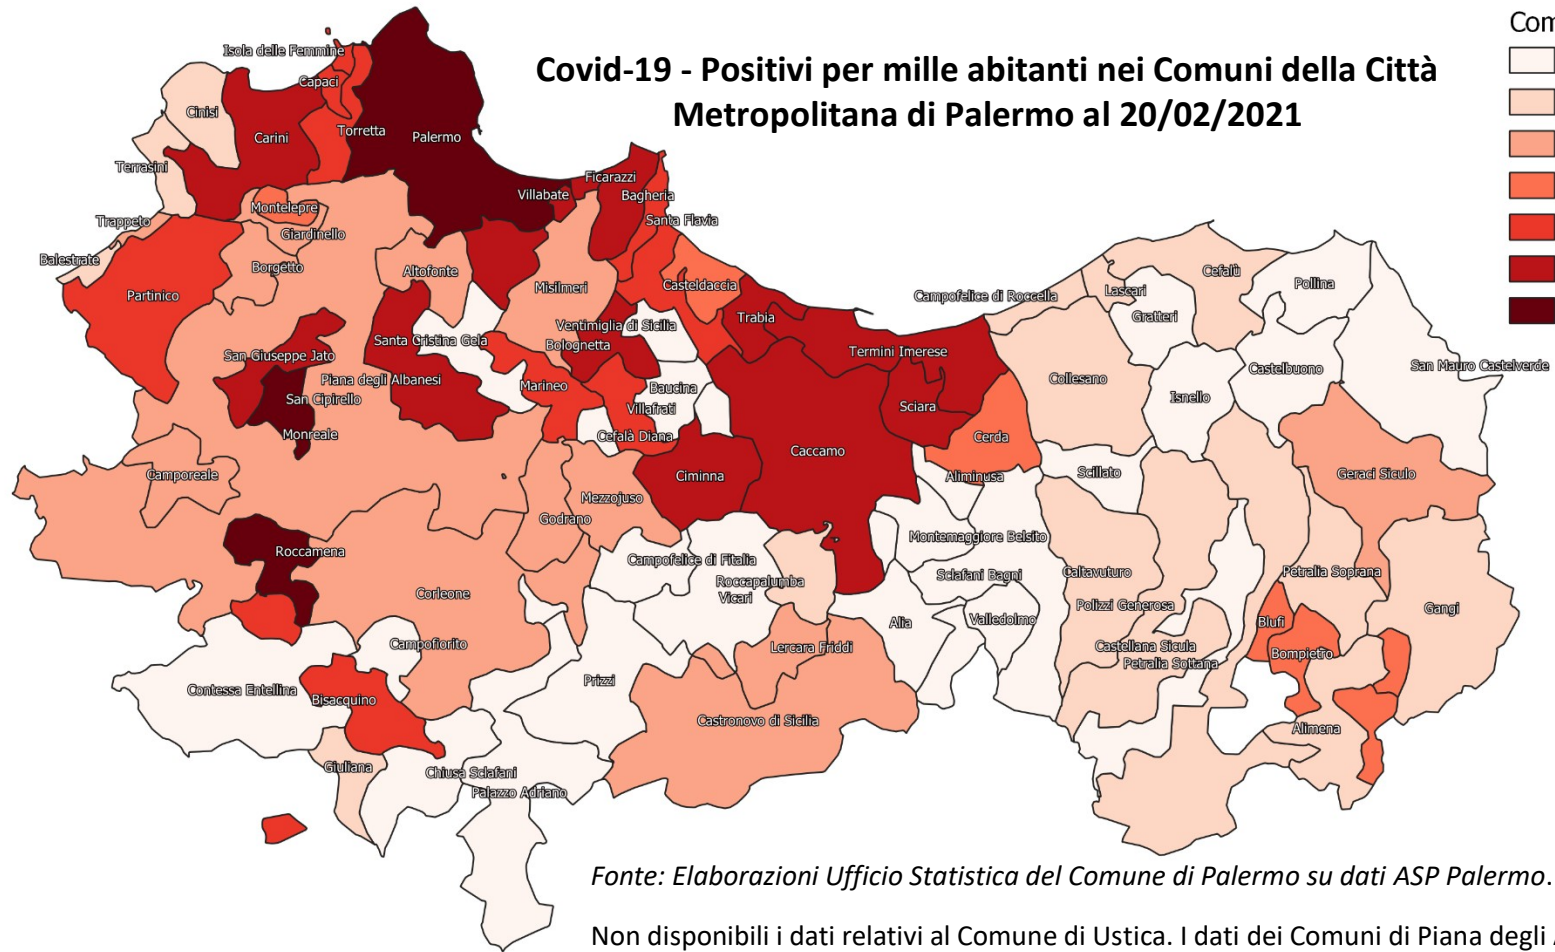 Com
Covid-19 - Positivi per mille abitanti nei Comuni della Città
Metropolitana di Palermo al 20/02/2021
Isola delle Femmine
Capaci
Cinisi
Carini
Torretta
Palermo
Terrasini
Villabate
Ficarazzi
Bagheria
Santa Flavia
Montelepre
Trappeto
Giardinello
Balestrate
Borgetto
Altofonte
Partinico
Misilmeri
Casteldaccia
Campofelice di Roccella
Lascari
Cefalù
Pollina
Gratteri
Trabia
Ventimiglia di Sicilia
Bolognetta
Santa Cristina Gela
San Giuseppe Jato
Termini Imerese
Piana degli Albanesi
San Cipirello
Marineo
Baucina
Villafrati
Collesano
Isnello
Castelbuono
San Mauro Castelverde
Sciara
Monreale
Cefalà Diana
Cerda
Caccamo
Camporeale
Ciminna
Aliminusa
Scillato
Geraci Siculo
Mezzojuso
Godrano
Roccamena
Campofelice di Fitalia
Montemaggiore Belsito
Roccapalumba
Vicari
Sclafani Bagni
Caltavuturo
Petralia Soprana
Corleone
Polizzi Generosa
Gangi
Alia
Valledolmo
Blufi
Campofiorito
Lercara Friddi
Castellana Sicula
Petralia Sottana
Bompietro
Contessa Entellina
Bisacquino
Prizzi
Castronovo di Sicilia
Alimena
Giuliana
Chiusa Sclafani
Palazzo Adriano
Fonte: Elaborazioni Ufficio Statistica del Comune di Palermo su dati ASP Palermo.
Non disponibili i dati relativi al Comune di Ustica. I dati dei Comuni di Piana degli